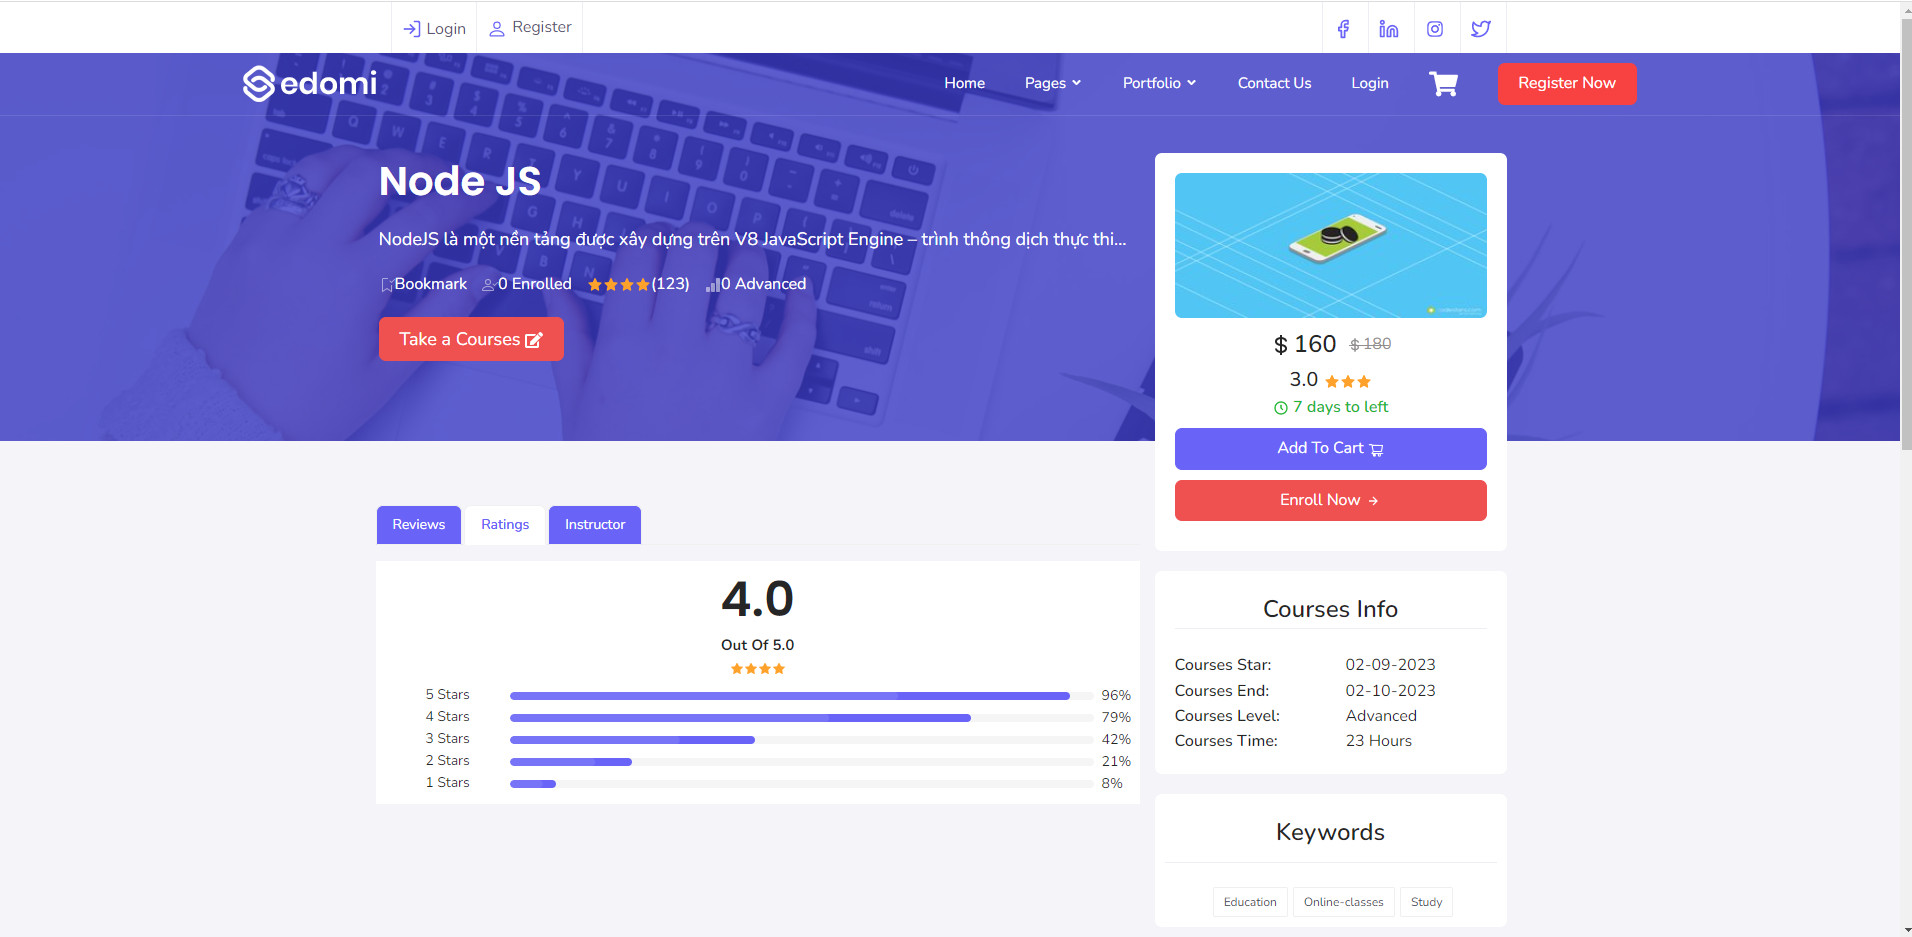 Login
Register
edomi
Home
Pages
Portfolio
Contact Us
Login
Register Now
Node JS
NodeJS là một nền tảng được xây dựng trên V8 JavaScript Engine – trình thông dịch thực thi...
Bookmark
0 Enrolled
(123)
0 Advanced
Take a Courses
$ 160
$ 180
3.0
7 days to left
Add To Cart
Enroll Now
Reviews
Ratings
Instructor
4.0
Out Of 5.0
5 Stars 96%
4 Stars 79%
3 Stars 42%
2 Stars 21%
1 Stars 8%
Courses Info
Courses Star: 02-09-2023
Courses End: 02-10-2023
Courses Level: Advanced
Courses Time: 23 Hours
Keywords
Education
Online-classes
Study